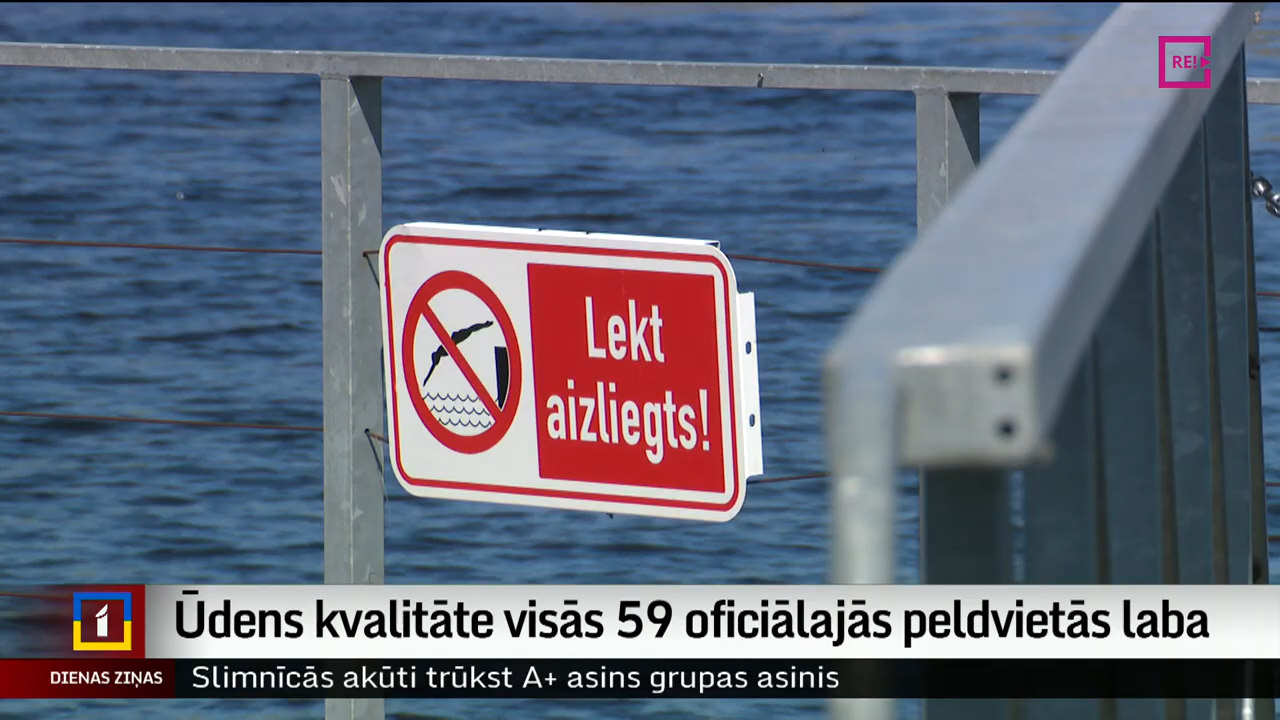 RE!
Lekt
aizliegts!
1
Ūdens kvalitāte visās 59 oficiālajās peldvietās laba
DIENAS ZIŅAS
Slimnīcās akūti trūkst A+ asins grupas asinis